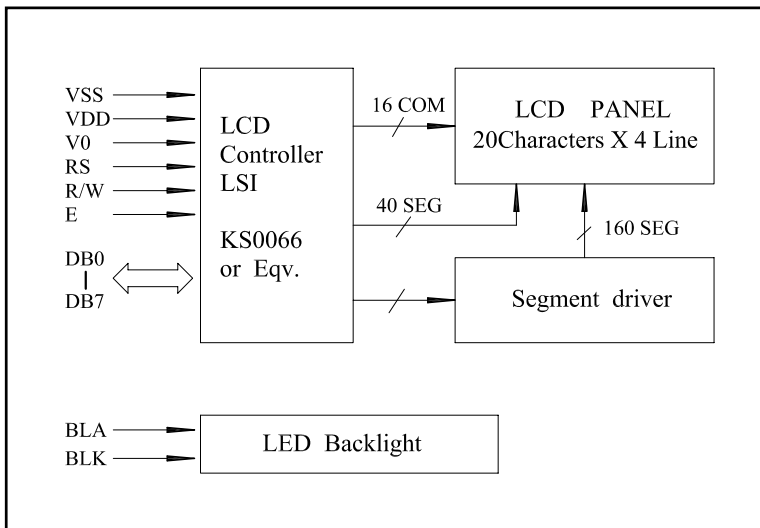 VSS
VDD
V0
RS
R/W
E
DB0
DB7
LCD
Controller
LSI
KS0066
or Eqv.
16 COM
40 SEG
LCD PANEL
20Characters X 4 Line
160 SEG
Segment driver
BLA
BLK
LED Backlight